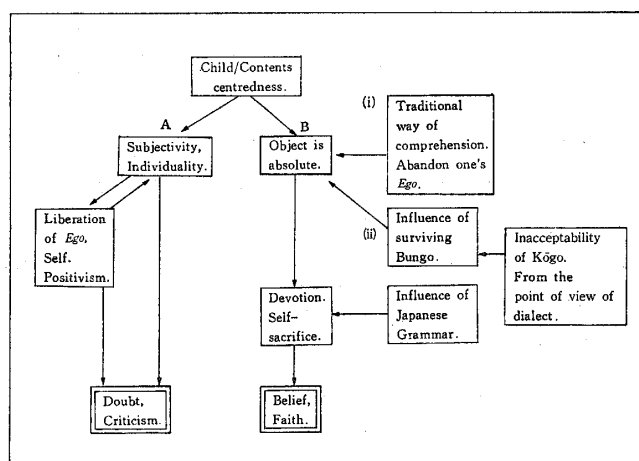 Child/Contents
centredness.
A
B
Subjectivity,
Individuality.
Object is
absolute.
(i)
Traditional
way of
comprehension.
Abandon one's
Ego.
Liberation
of Ego,
Self.
Positivism.
(ii)
Influence of
surviving
Bungo.
Inacceptability
of Kōgo.
From the
point of view of
dialect.
Devotion.
Self-
sacrifice.
Influence of
Japanese
Grammar.
Doubt,
Criticism.
Belief,
Faith.